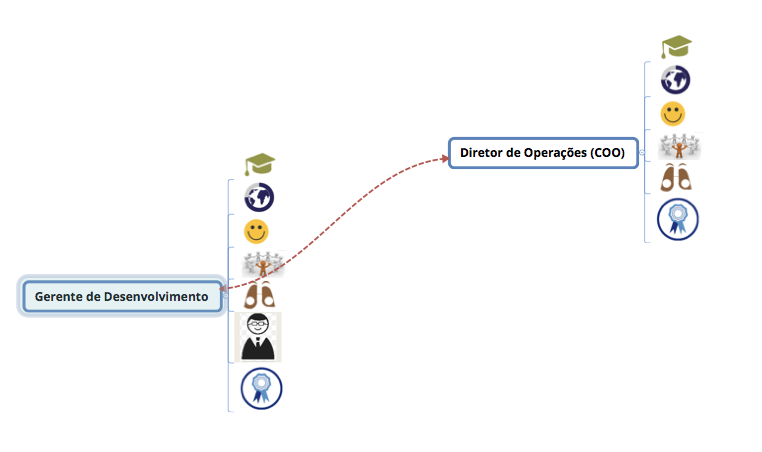 Diretor de Operações (COO)
Gerente de Desenvolvimento